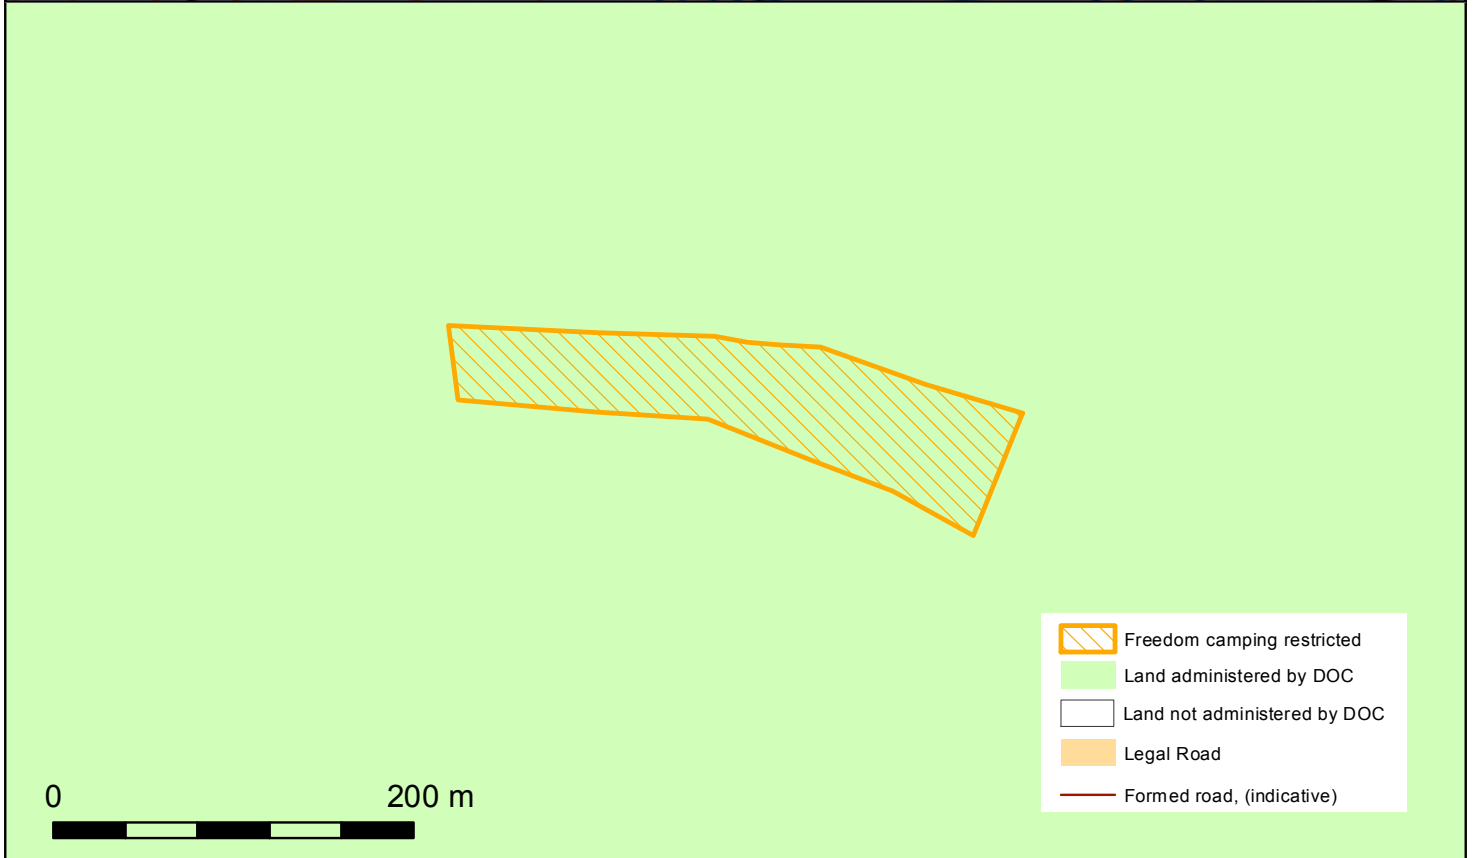 Freedom camping restricted
Land administered by DOC
Land not administered by DOC
Legal Road
Formed road, (indicative)
0 200 m